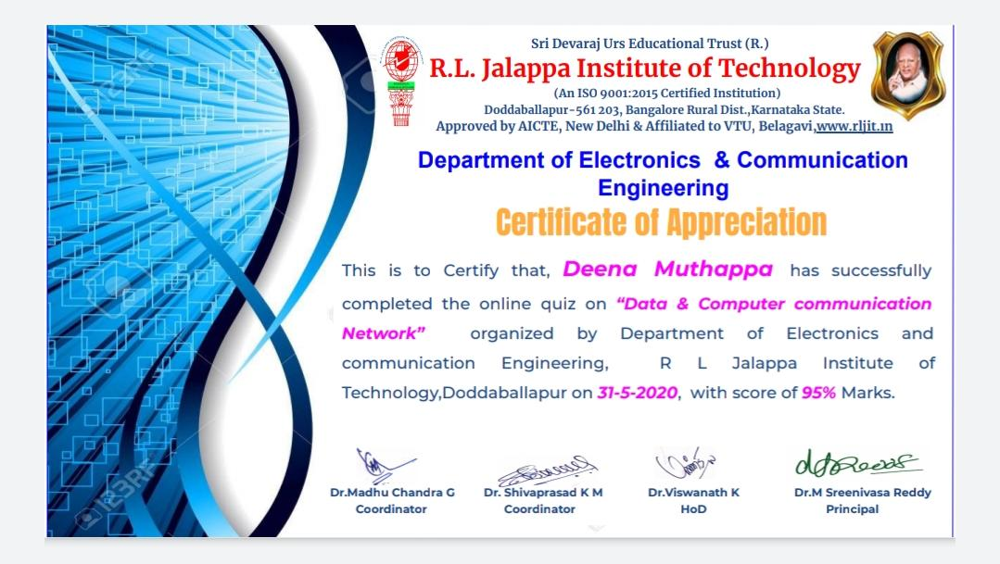 Sri Devaraj Urs Educational Trust (R.)
R.L. Jalappa Institute of Technology
(An ISO 9001:2015 Certified Institution)
Doddaballapur-561 203, Bangalore Rural Dist.,Karnataka State.
Approved by AICTE, New Delhi & Affiliated to VTU, Belagavi,www.rljit.in
Department of Electronics & Communication
Engineering
Certificate of Appreciation
This is to Certify that, Deena Muthappa has successfully
completed the online quiz on “Data & Computer communication
Network” organized by Department of Electronics and
communication Engineering, R L Jalappa Institute of
Technology,Doddaballapur on 31-5-2020, with score of 95% Marks.
Dr.Madhu Chandra G Dr. Shivaprasad K M Dr.Viswanath K Dr.M Sreenivasa Reddy
Coordinator Coordinator HoD Principal
123RF